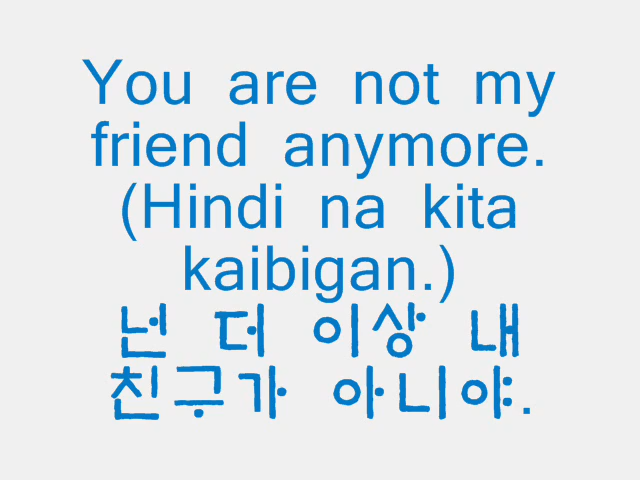 You are not my
friend anymore.
(Hindi na kita
kaibigan.)
넌 더 이상 내
친구가 아니야.